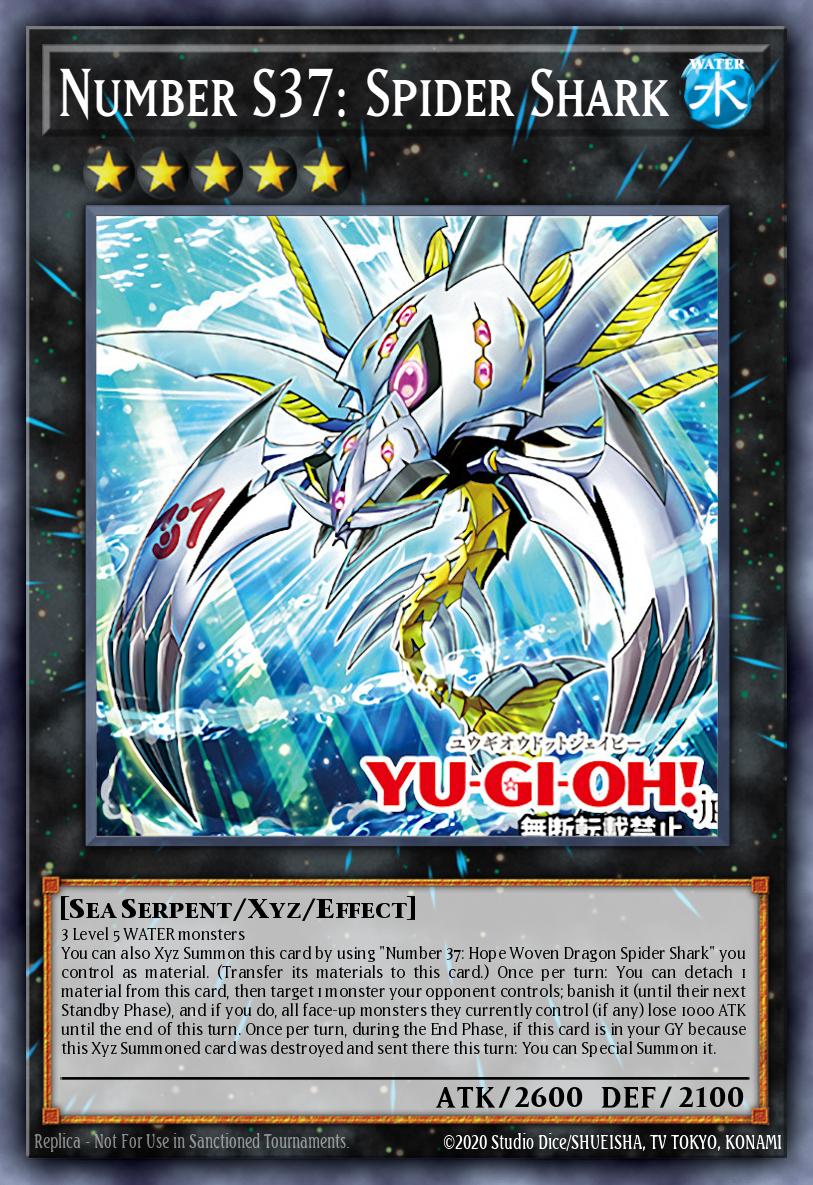 NUMBER S37: SPIDER SHARK
WATER
水
S37
ユウギオウドットジェイピー
YU-GI-OH!
.jp
無断転載禁止
[SEA SERPENT/XYZ/EFFECT]
3 Level 5 WATER monsters
You can also Xyz Summon this card by using "Number 37: Hope Woven Dragon Spider Shark" you
control as material. (Transfer its materials to this card.) Once per turn: You can detach 1
material from this card, then target 1 monster your opponent controls; banish it (until their next
Standby Phase), and if you do, all face-up monsters they currently control (if any) lose 1000 ATK
until the end of this turn. Once per turn, during the End Phase, if this card is in your GY because
this Xyz Summoned card was destroyed and sent there this turn: You can Special Summon it.
ATK/2600 DEF/2100
Replica - Not For Use in Sanctioned Tournaments.
©2020 Studio Dice/SHUEISHA, TV TOKYO, KONAMI